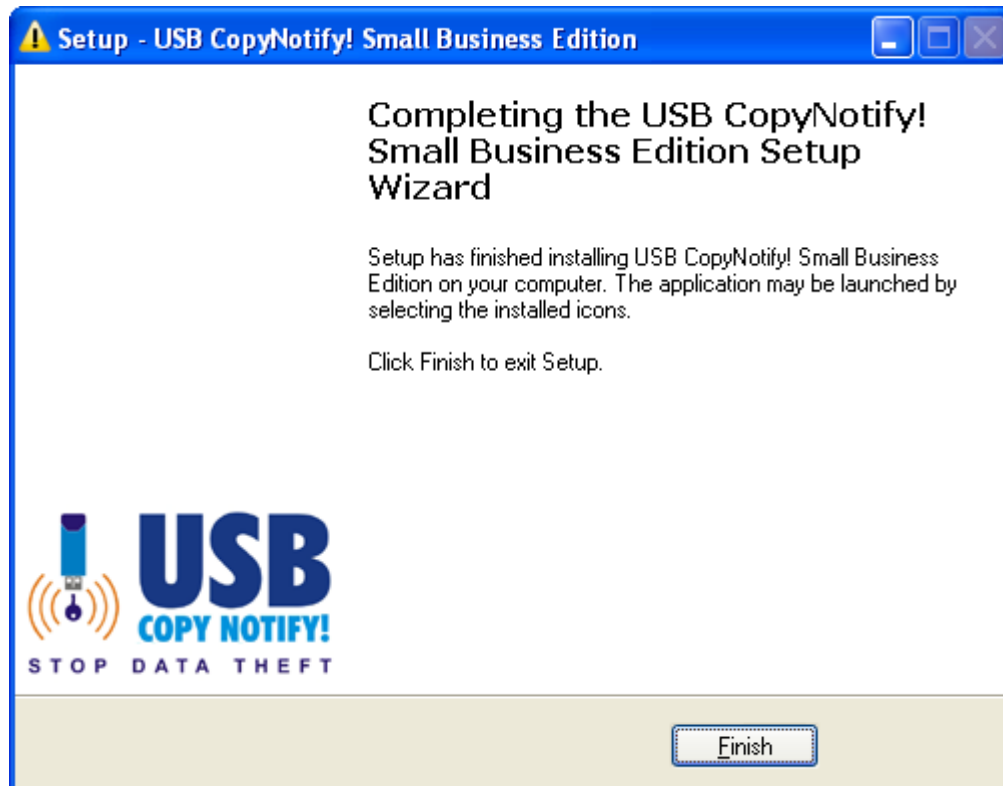 Setup - USB CopyNotify! Small Business Edition
Completing the USB CopyNotify!
Small Business Edition Setup
Wizard
Setup has finished installing USB CopyNotify! Small Business
Edition on your computer. The application may be launched by
selecting the installed icons.
Click Finish to exit Setup.
USB
COPY NOTIFY!
STOP DATA THEFT
Finish